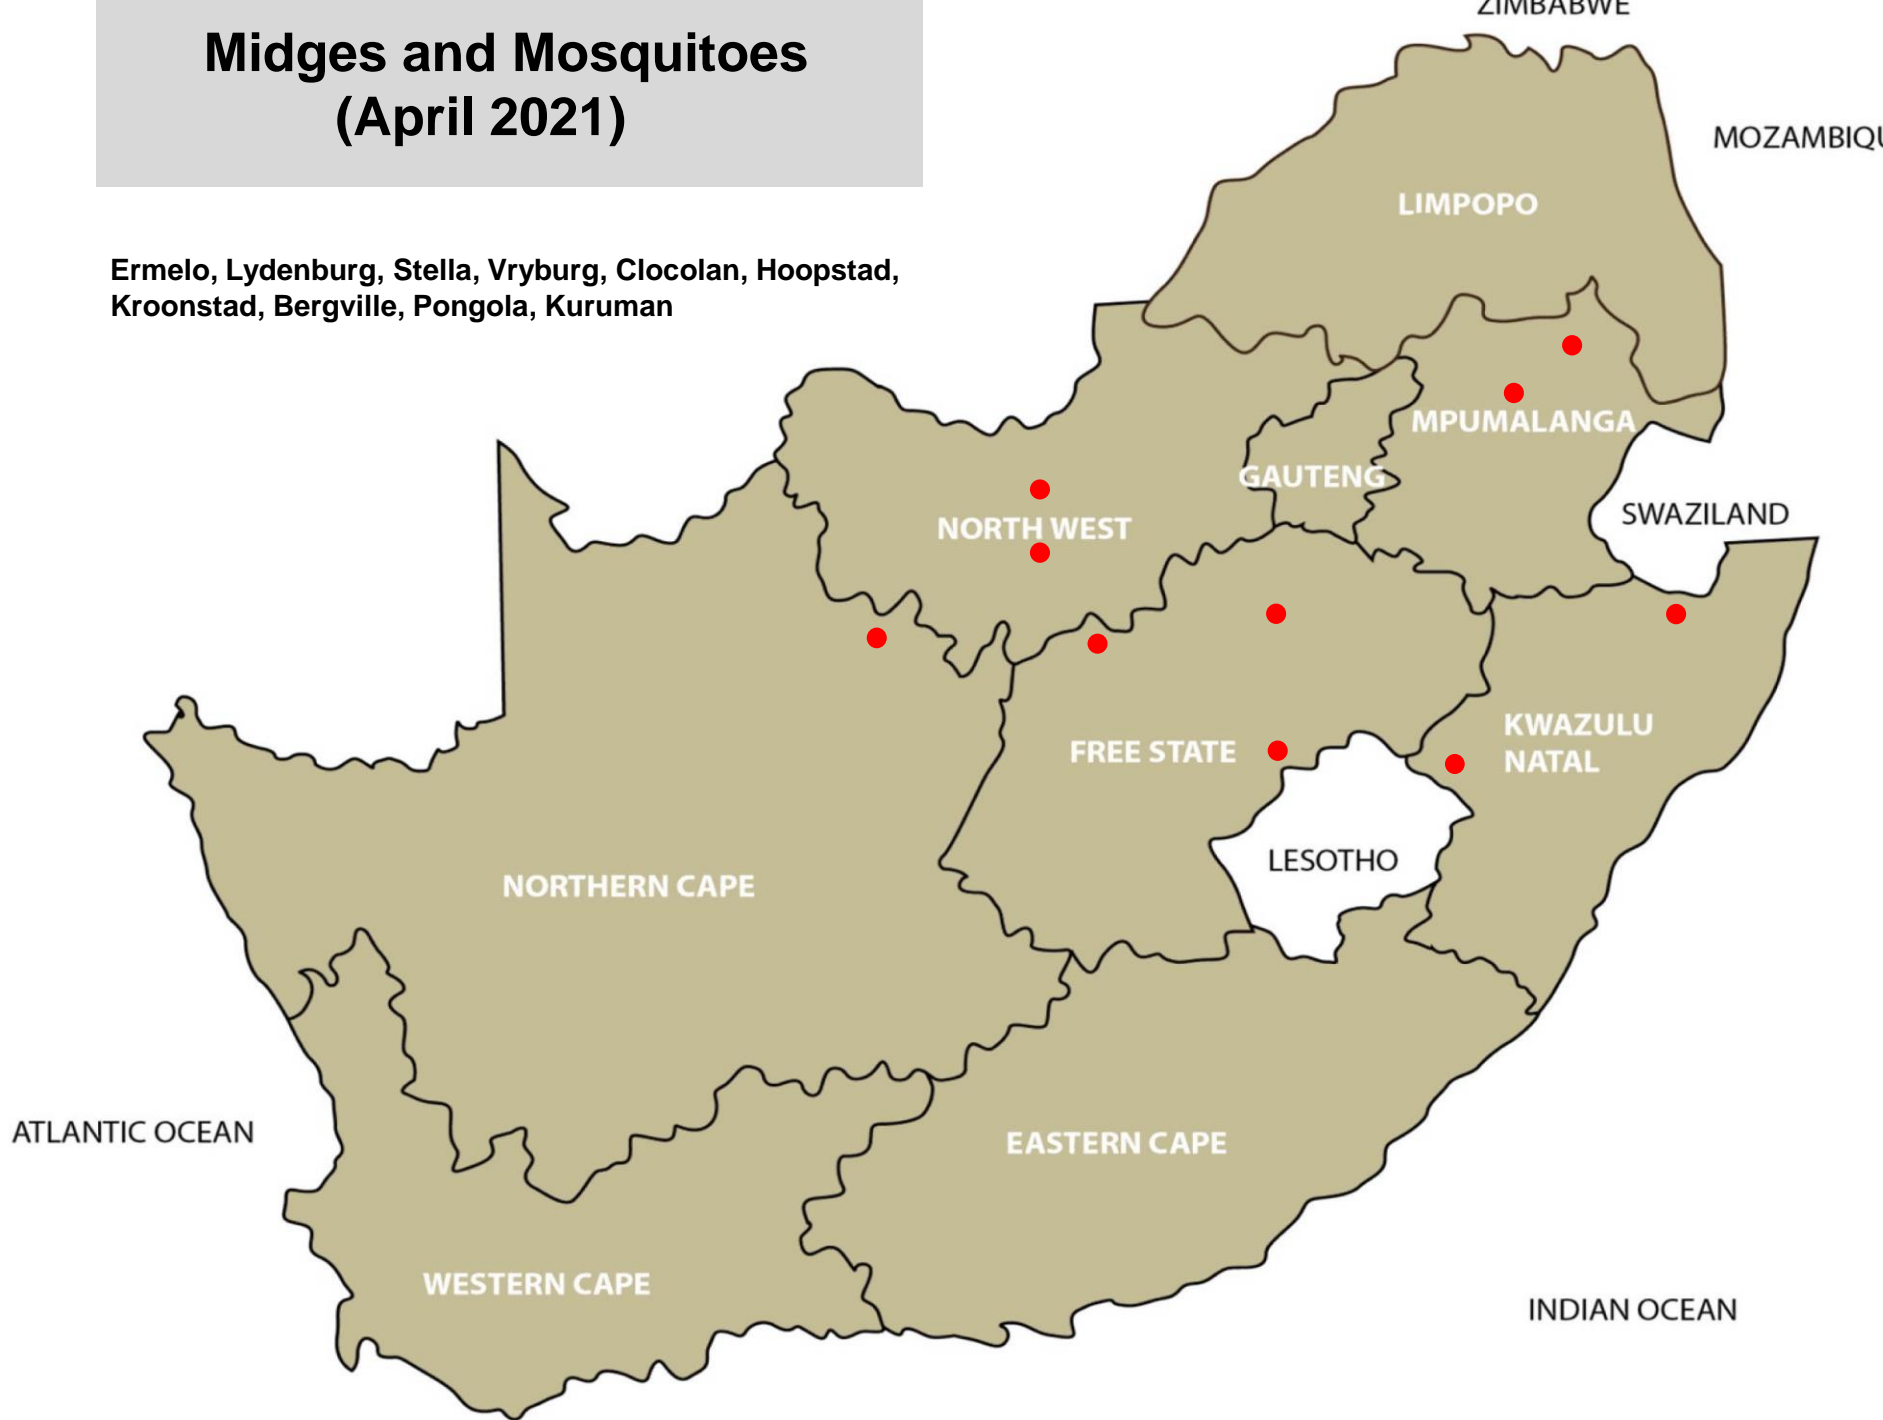 ZIMBABWE
Midges and Mosquitoes
(April 2021)
MOZAMBIQU
LIMPOPO
Ermelo, Lydenburg, Stella, Vryburg, Clocolan, Hoopstad,
Kroonstad, Bergville, Pongola, Kuruman
MPUMALANGA
GAUTENG
SWAZILAND
NORTH WEST
KWAZULU
NATAL
FREE STATE
LESOTHO
NORTHERN CAPE
ATLANTIC OCEAN
EASTERN CAPE
WESTERN CAPE
INDIAN OCEAN